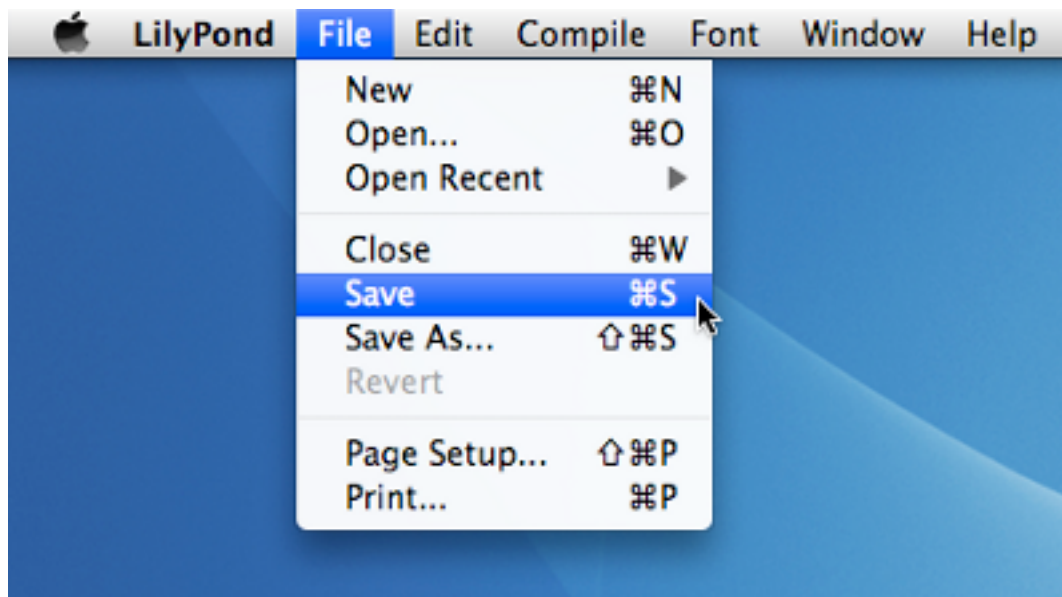 LilyPond File Edit Compile Font Window Help
New ⌘N
Open... ⌘O
Open Recent
Close ⌘W
Save ⌘S
Save As... ⇧⌘S
Revert
Page Setup... ⇧⌘P
Print... ⌘P